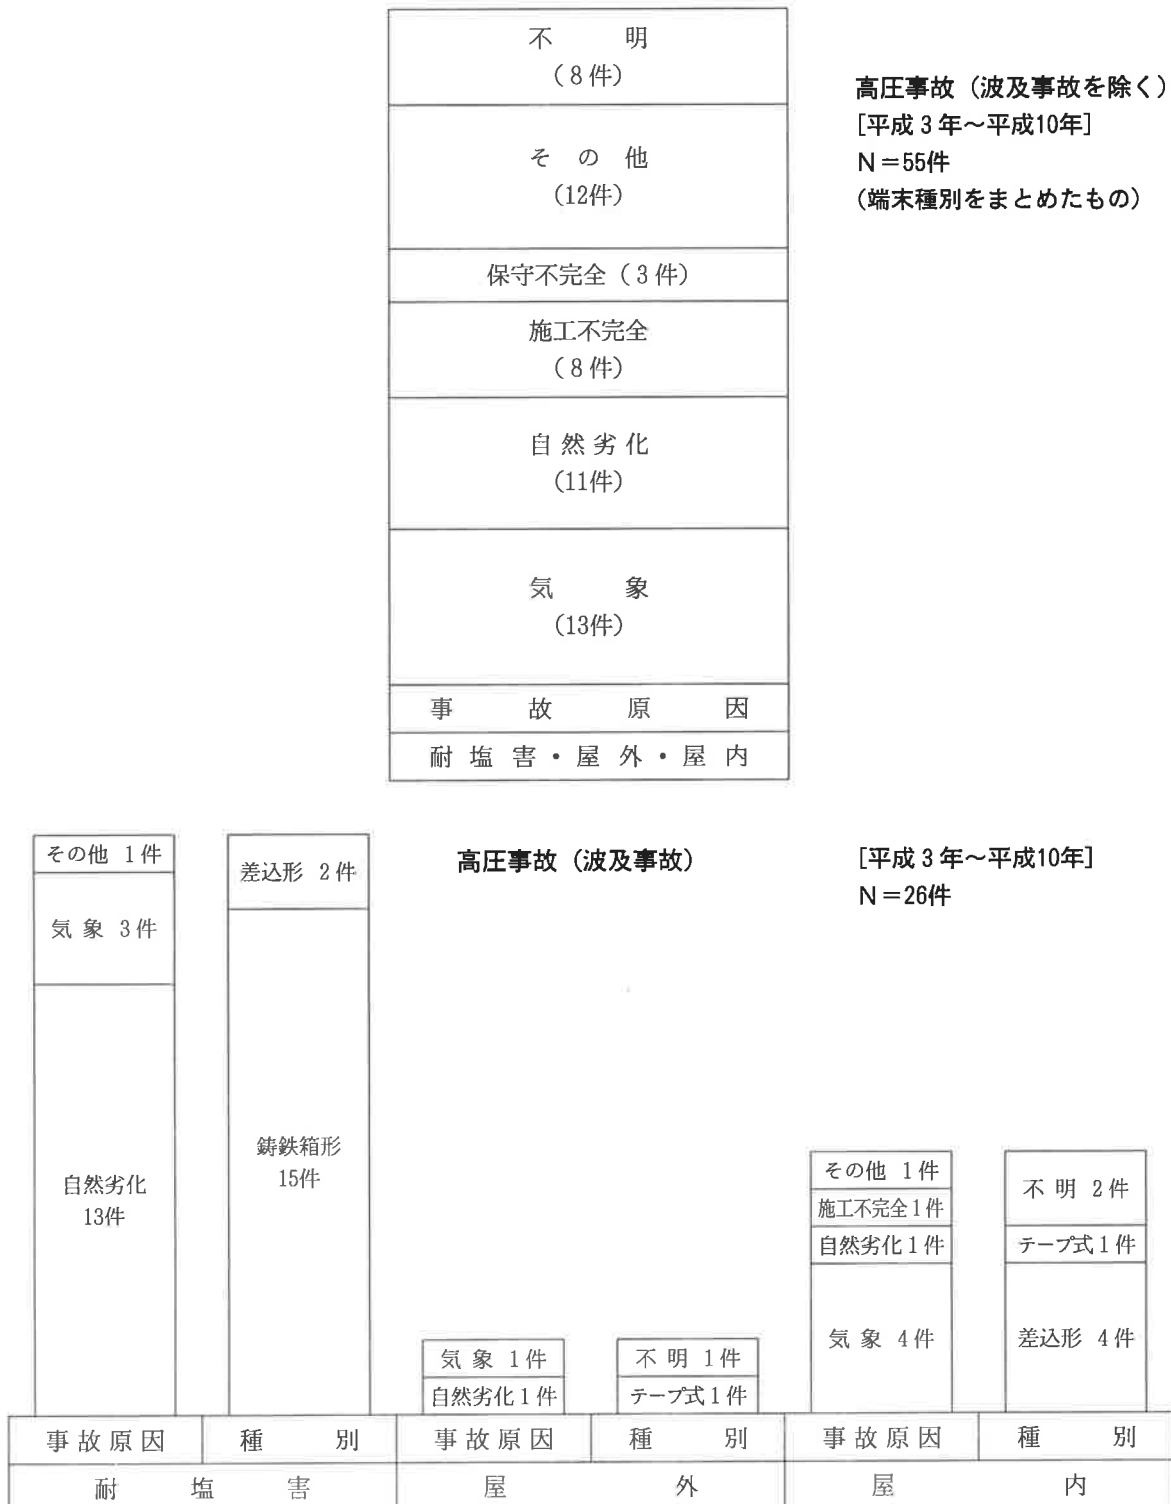 不明
(8件)
その他
(12件)
保守不完全(3件)
施工不完全
(8件)
自然劣化
(11件)
気象
(13件)
事故原因
耐塩害・屋外・屋内
高圧事故(波及事故を除く)
[平成3年～平成10年]
N=55件
(端末種別をまとめたもの)
高圧事故(波及事故)
[平成3年～平成10年]
N=26件
その他 1件
気象 3件
自然劣化
13件
差込形 2件
鋳鉄箱形
15件
気象 1件
自然劣化1件
不明 1件
テープ式1件
その他 1件
施工不完全1件
自然劣化1件
気象 4件
不明 2件
テープ式1件
差込形 4件
事故原因 種別 事故原因 種別 事故原因 種別
耐塩害 屋外 屋内